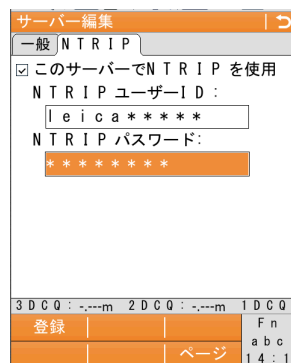 サーバー編集
一般 NTRIP
☑ このサーバーでNTRIPを使用
NTRIPユーザーID:
leica*****
NTRIPパスワード:
********
3DCQ:-.---m 2DCQ:-.---m 1DCQ
登録 Fn
abc
ページ 14:1